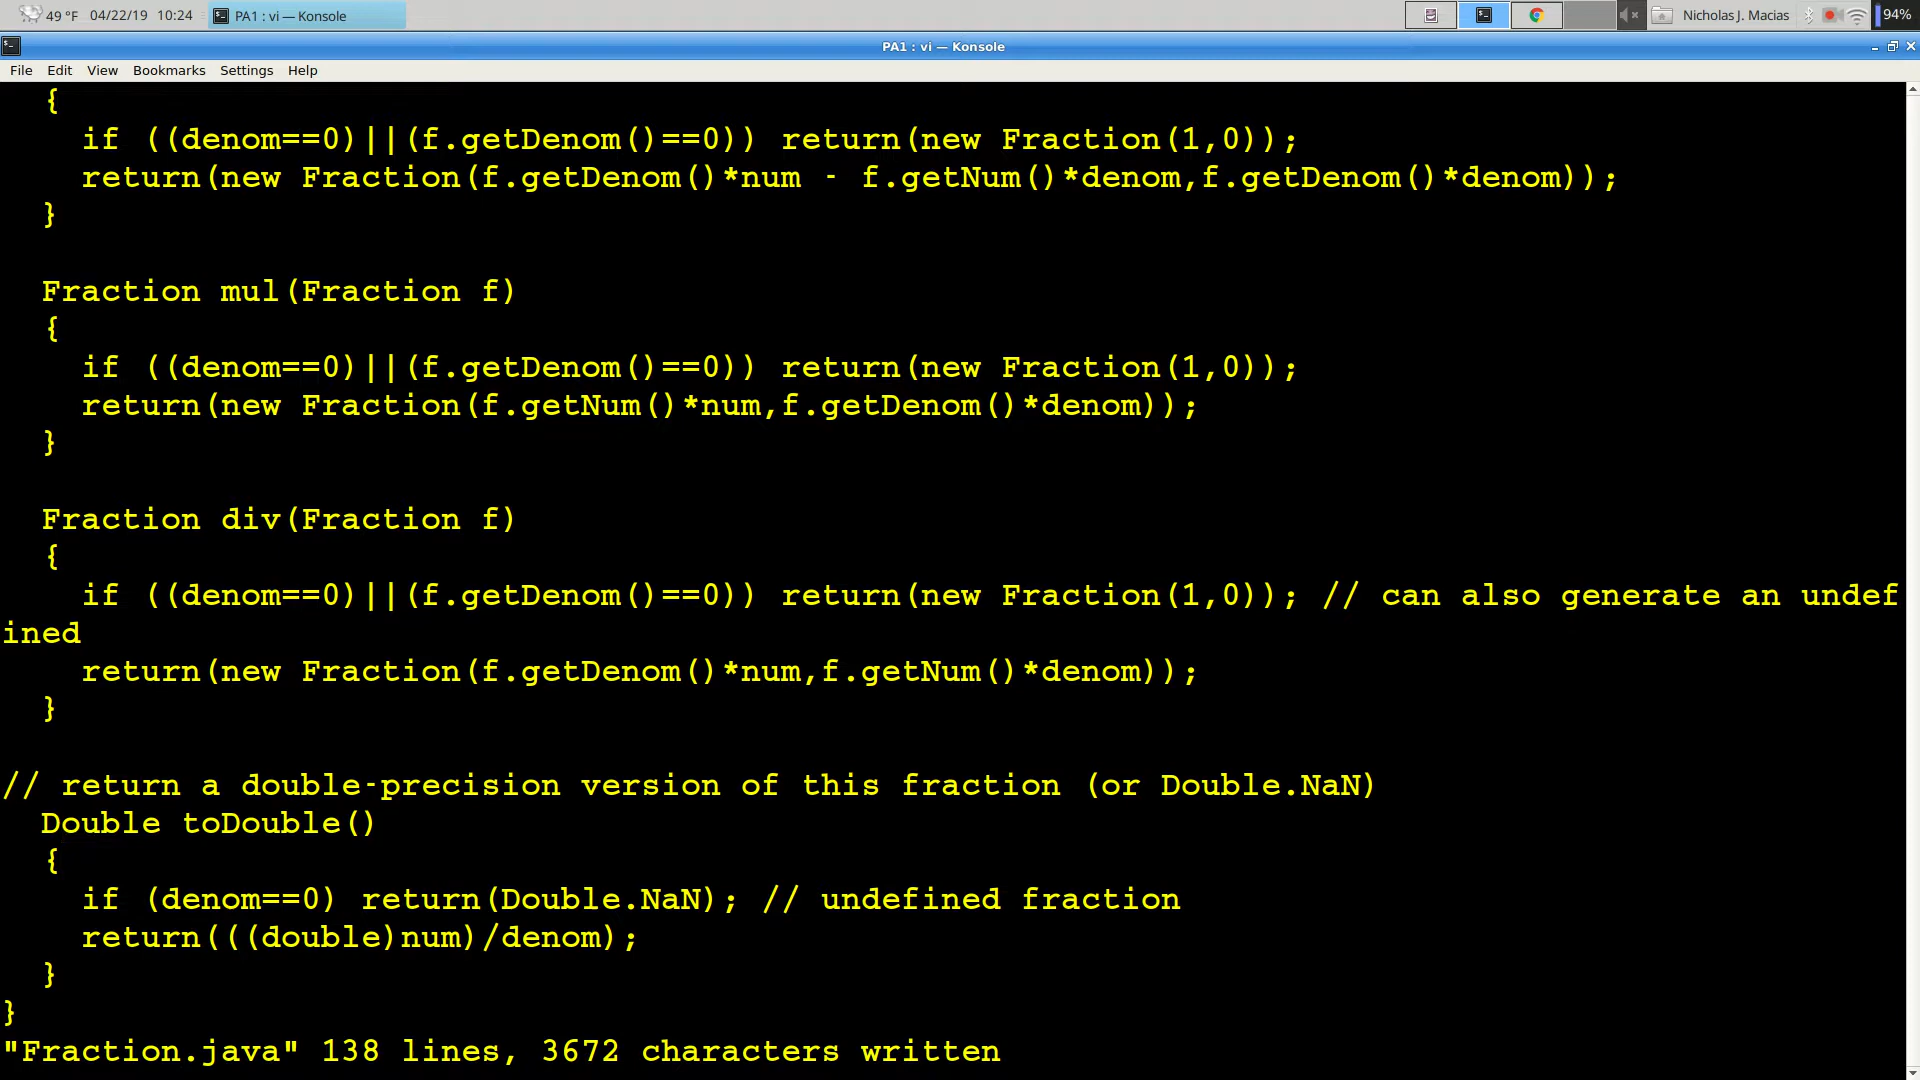 49 °F 04/22/19 10:24 PA1 : vi — Konsole Nicholas J. Macias 94%
PA1 : vi — Konsole
File Edit View Bookmarks Settings Help
{
if ((denom==0)||(f.getDenom()==0)) return(new Fraction(1,0));
return(new Fraction(f.getDenom()*num - f.getNum()*denom,f.getDenom()*denom));
}
Fraction mul(Fraction f)
{
if ((denom==0)||(f.getDenom()==0)) return(new Fraction(1,0));
return(new Fraction(f.getNum()*num,f.getDenom()*denom));
}
Fraction div(Fraction f)
{
if ((denom==0)||(f.getDenom()==0)) return(new Fraction(1,0)); // can also generate an undef
ined
return(new Fraction(f.getDenom()*num,f.getNum()*denom));
}
// return a double-precision version of this fraction (or Double.NaN)
Double toDouble()
{
if (denom==0) return(Double.NaN); // undefined fraction
return(((double)num)/denom);
}
}
"Fraction.java" 138 lines, 3672 characters written